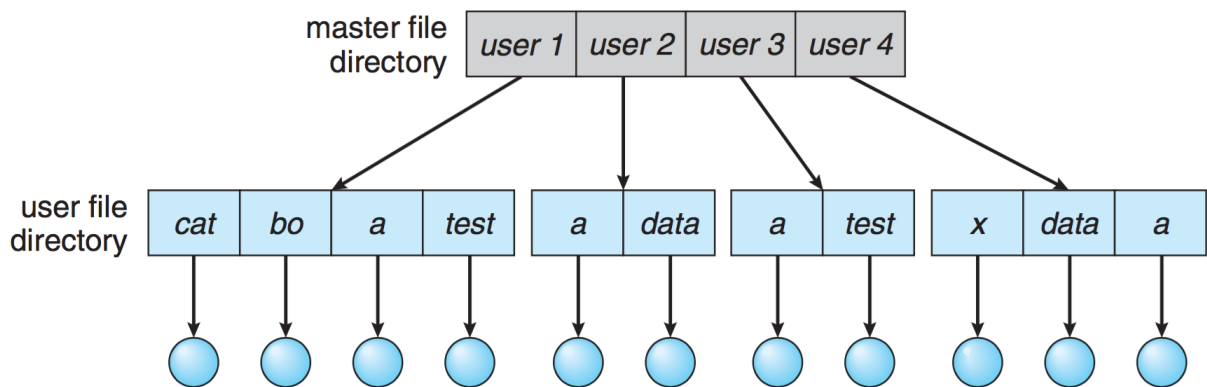 master file
directory
user 1 user 2 user 3 user 4
user file
directory
cat bo a test a data a test x data a